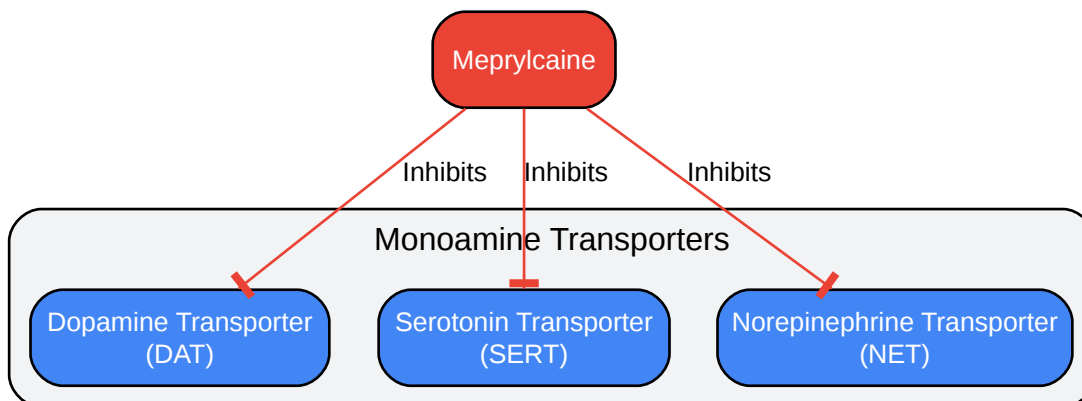 Meprylcaine
Inhibits
Inhibits
Inhibits
Monoamine Transporters
Dopamine Transporter
(DAT)
Serotonin Transporter
(SERT)
Norepinephrine Transporter
(NET)